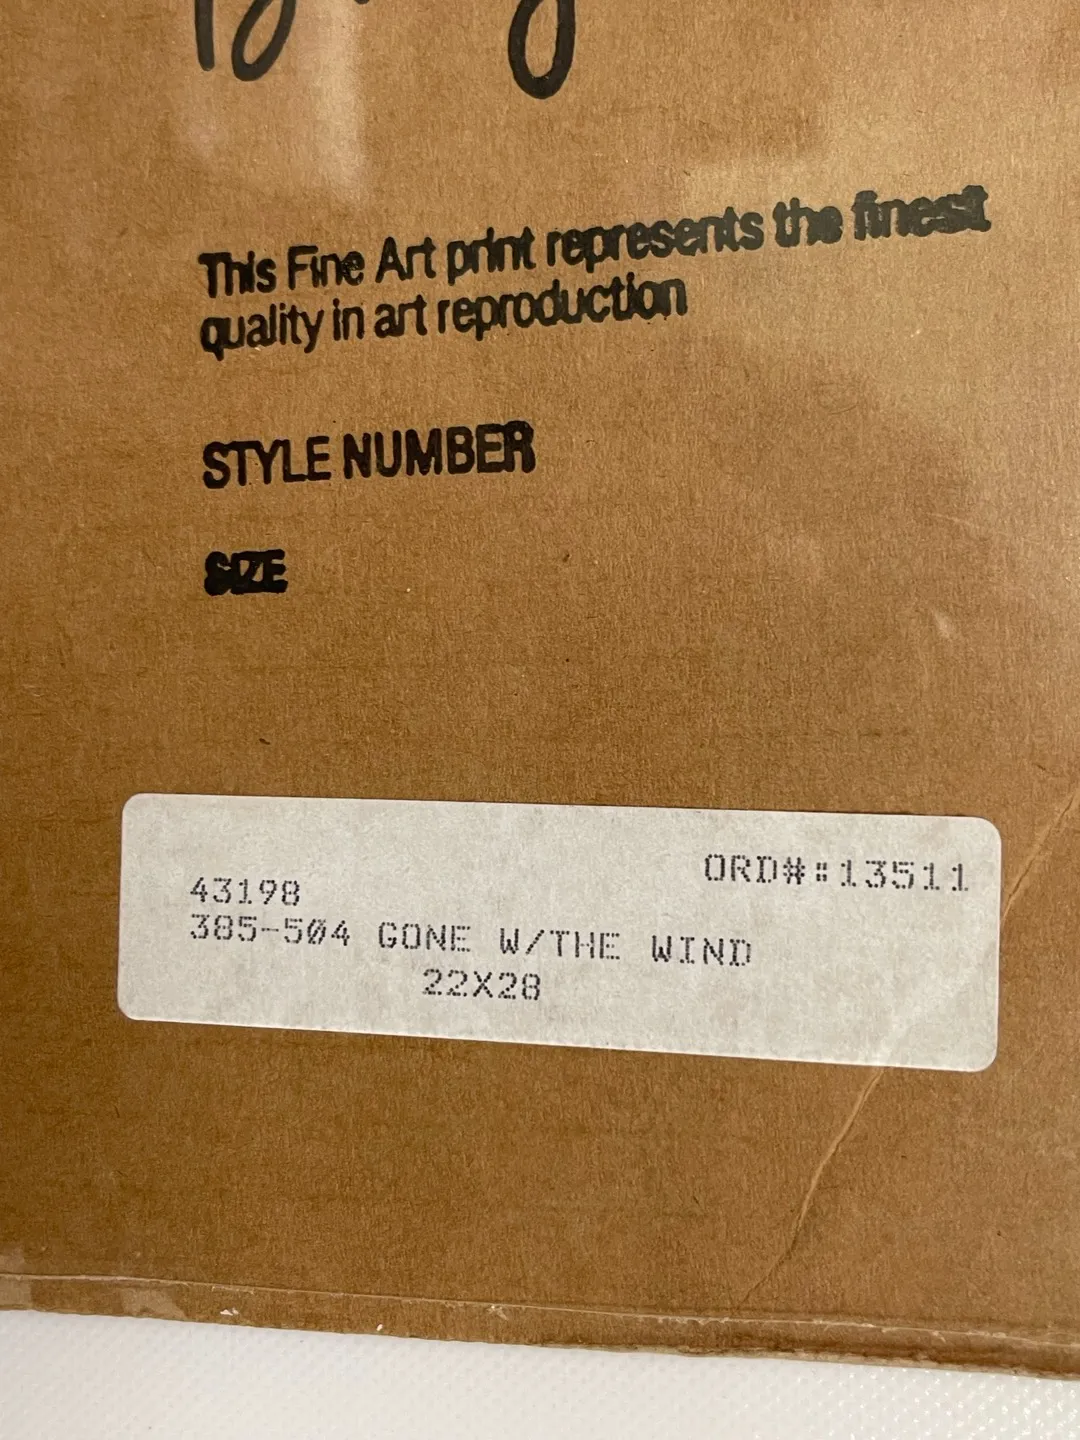 This Fine Art print represents the finest
quality in art reproduction
STYLE NUMBER
SIZE
ORD#:13511
43198
385-504 GONE W/THE WIND
22X28